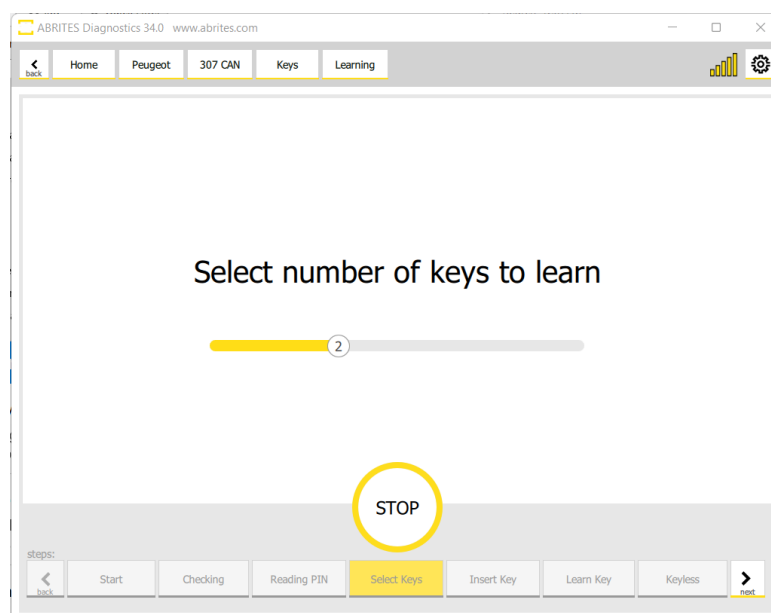 ABRITES Diagnostics 34.0 www.abrites.com
back Home Peugeot 307 CAN Keys Learning
Select number of keys to learn
2
STOP
steps:
back Start Checking Reading PIN Select Keys Insert Key Learn Key Keyless next